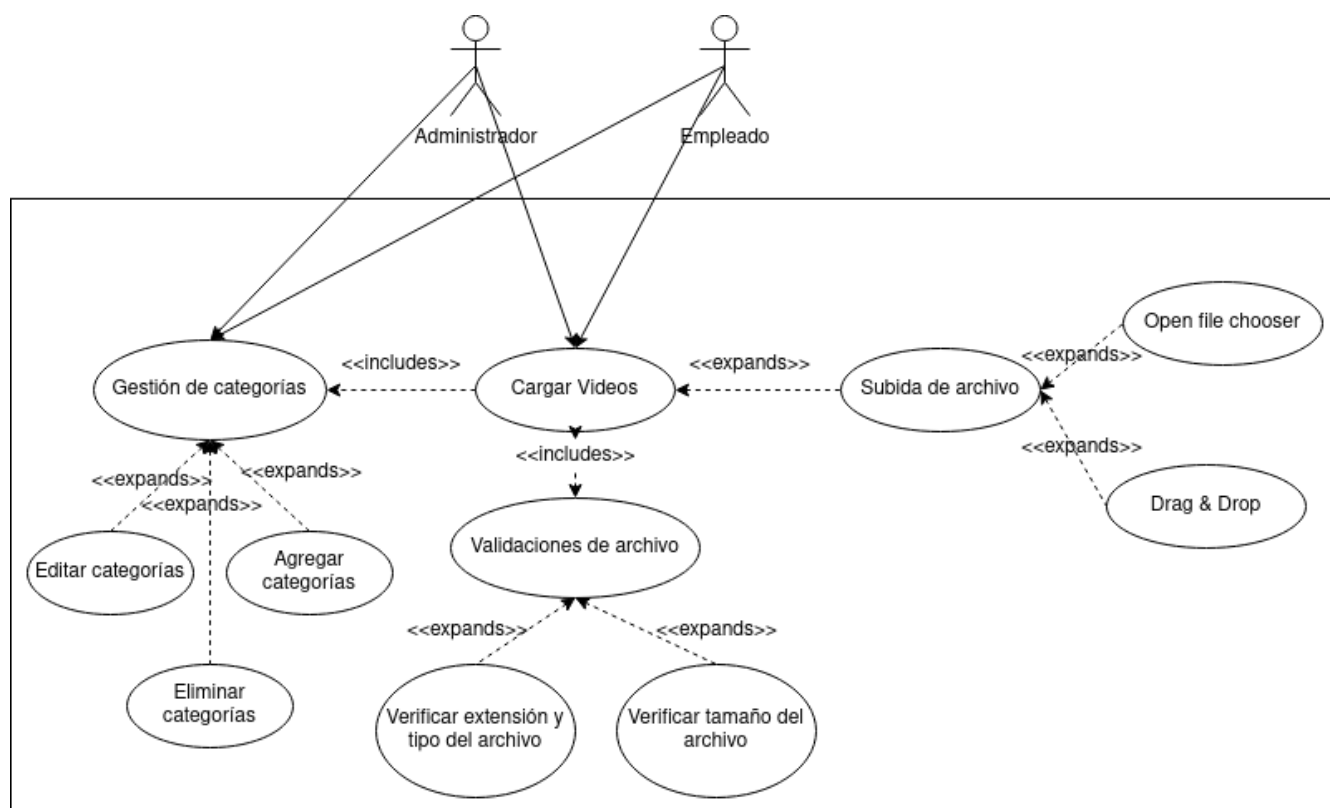 Administrador
Empleado
Open file chooser
<<expands>>
<<includes>>
<<expands>>
Gestión de categorías
Cargar Videos
Subida de archivo
<<expands>>
<<includes>>
<<expands>>
<<expands>>
<<expands>>
Drag & Drop
Validaciones de archivo
Editar categorías
Agregar
categorías
<<expands>>
<<expands>>
Eliminar
categorías
Verificar extensión y
tipo del archivo
Verificar tamaño del
archivo